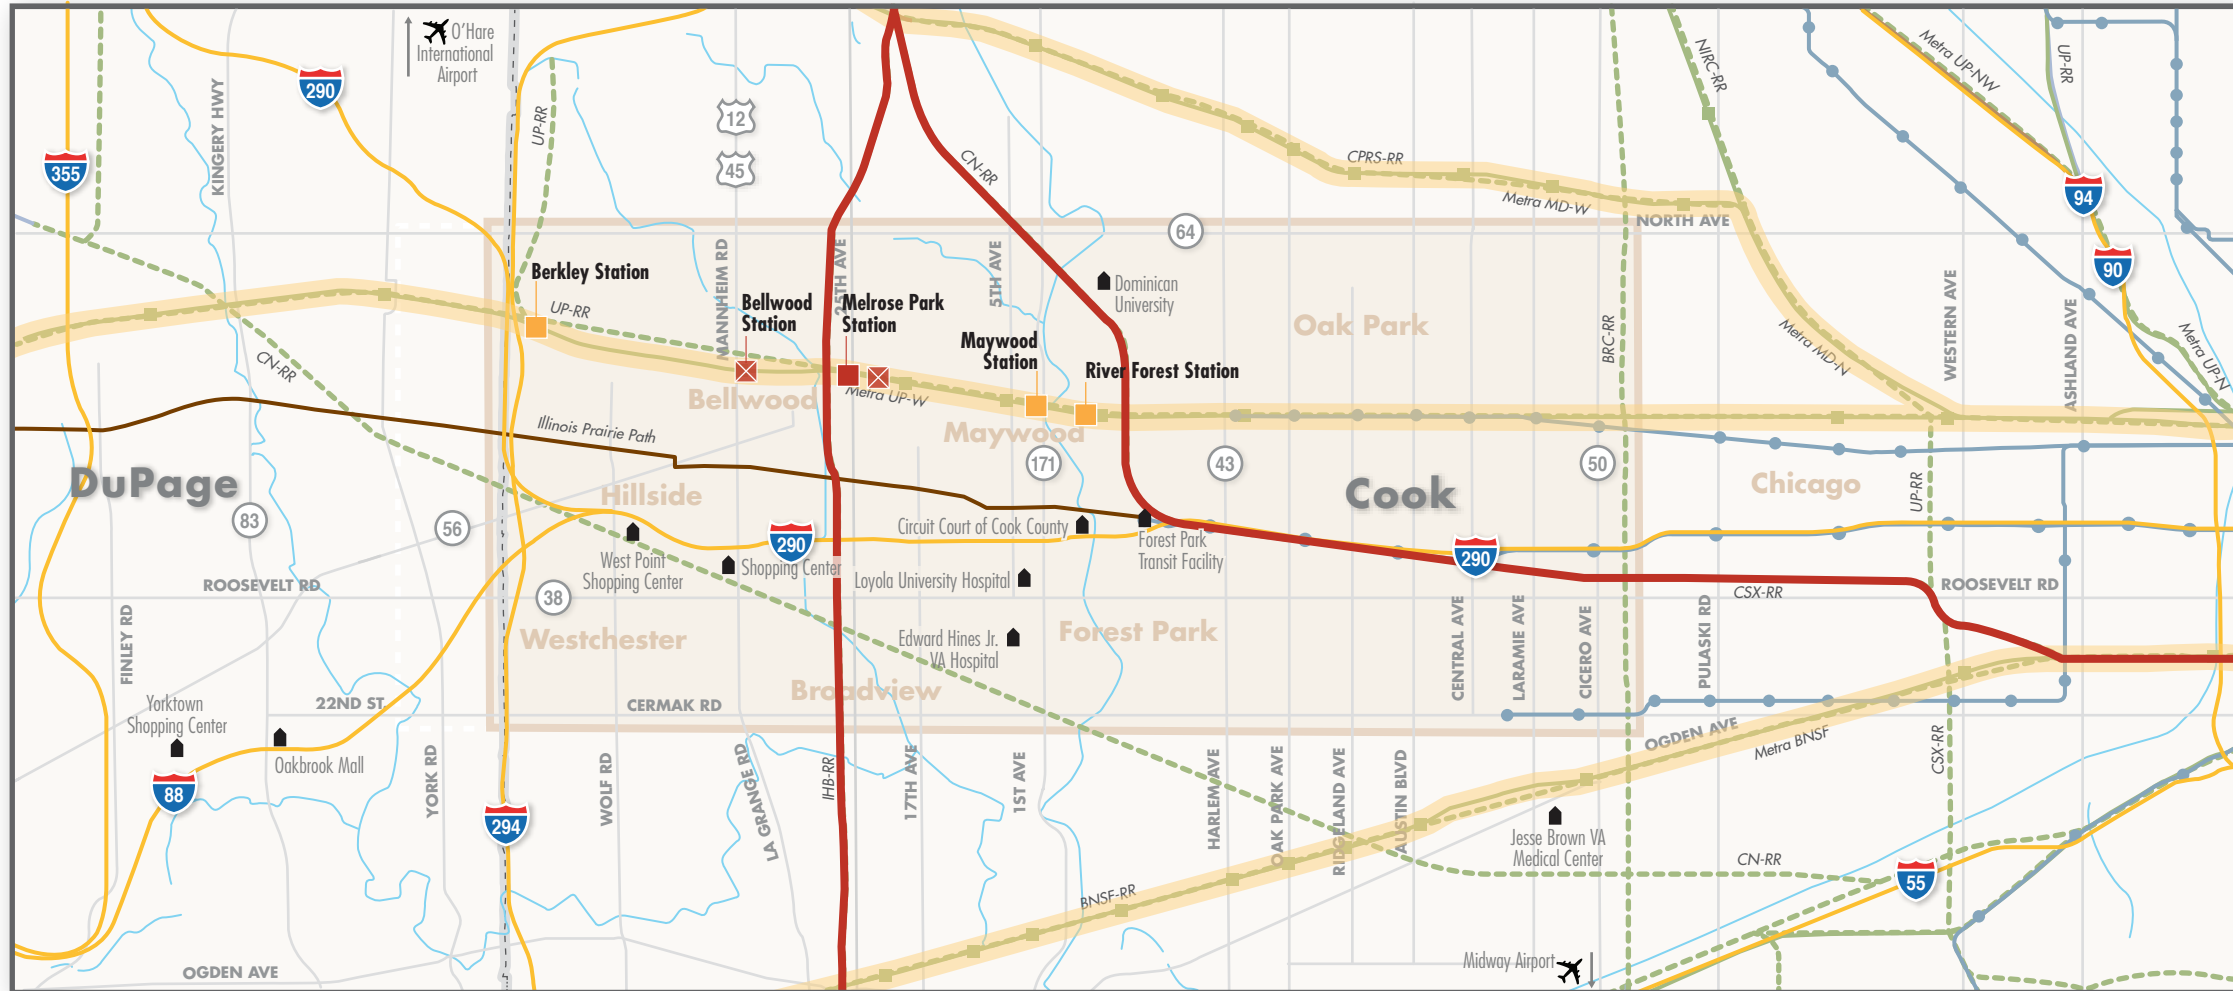 O'Hare
International
Airport
290
355
KINGERY HWY
UP-RR
12
45
CN-RR
CPRS-RR
Metra MD-W
NIRC-RR
Metra UP-NW
UP-RR
94
90
NORTH AVE
64
MANNHEIM RD
25TH AVE
5TH AVE
Berkley Station
UP-RR
Bellwood
Station
Melrose Park
Station
Maywood
Station
River Forest Station
Dominican
University
Oak Park
BRC-RR
Metra MD-N
WESTERN AVE
ASHLAND AVE
Metra UP-N
CN-RR
Bellwood
Metra UP-W
Maywood
Illinois Prairie Path
171
43
50
DuPage
Cook
Chicago
UP-RR
Hillside
83
56
290
Circuit Court of Cook County
Forest Park
Transit Facility
290
West Point
Shopping Center
Shopping Center
Loyola University Hospital
ROOSEVELT RD
38
CSX-RR
ROOSEVELT RD
FINLEY RD
Westchester
Edward Hines Jr.
VA Hospital
Forest Park
CENTRAL AVE
LARAMIE AVE
CICERO AVE
PULASKI RD
Broadview
Yorktown
Shopping Center
22ND ST.
CERMAK RD
OGDEN AVE
Metra BNSF
CSX-RR
Oakbrook Mall
88
YORK RD
294
WOLF RD
LA GRANGE RD
IHB-RR
17TH AVE
1ST AVE
HARLEM AVE
OAK PARK AVE
RIDGELAND AVE
AUSTIN BLVD
Jesse Brown VA
Medical Center
CN-RR
55
BNSF-RR
OGDEN AVE
Midway Airport